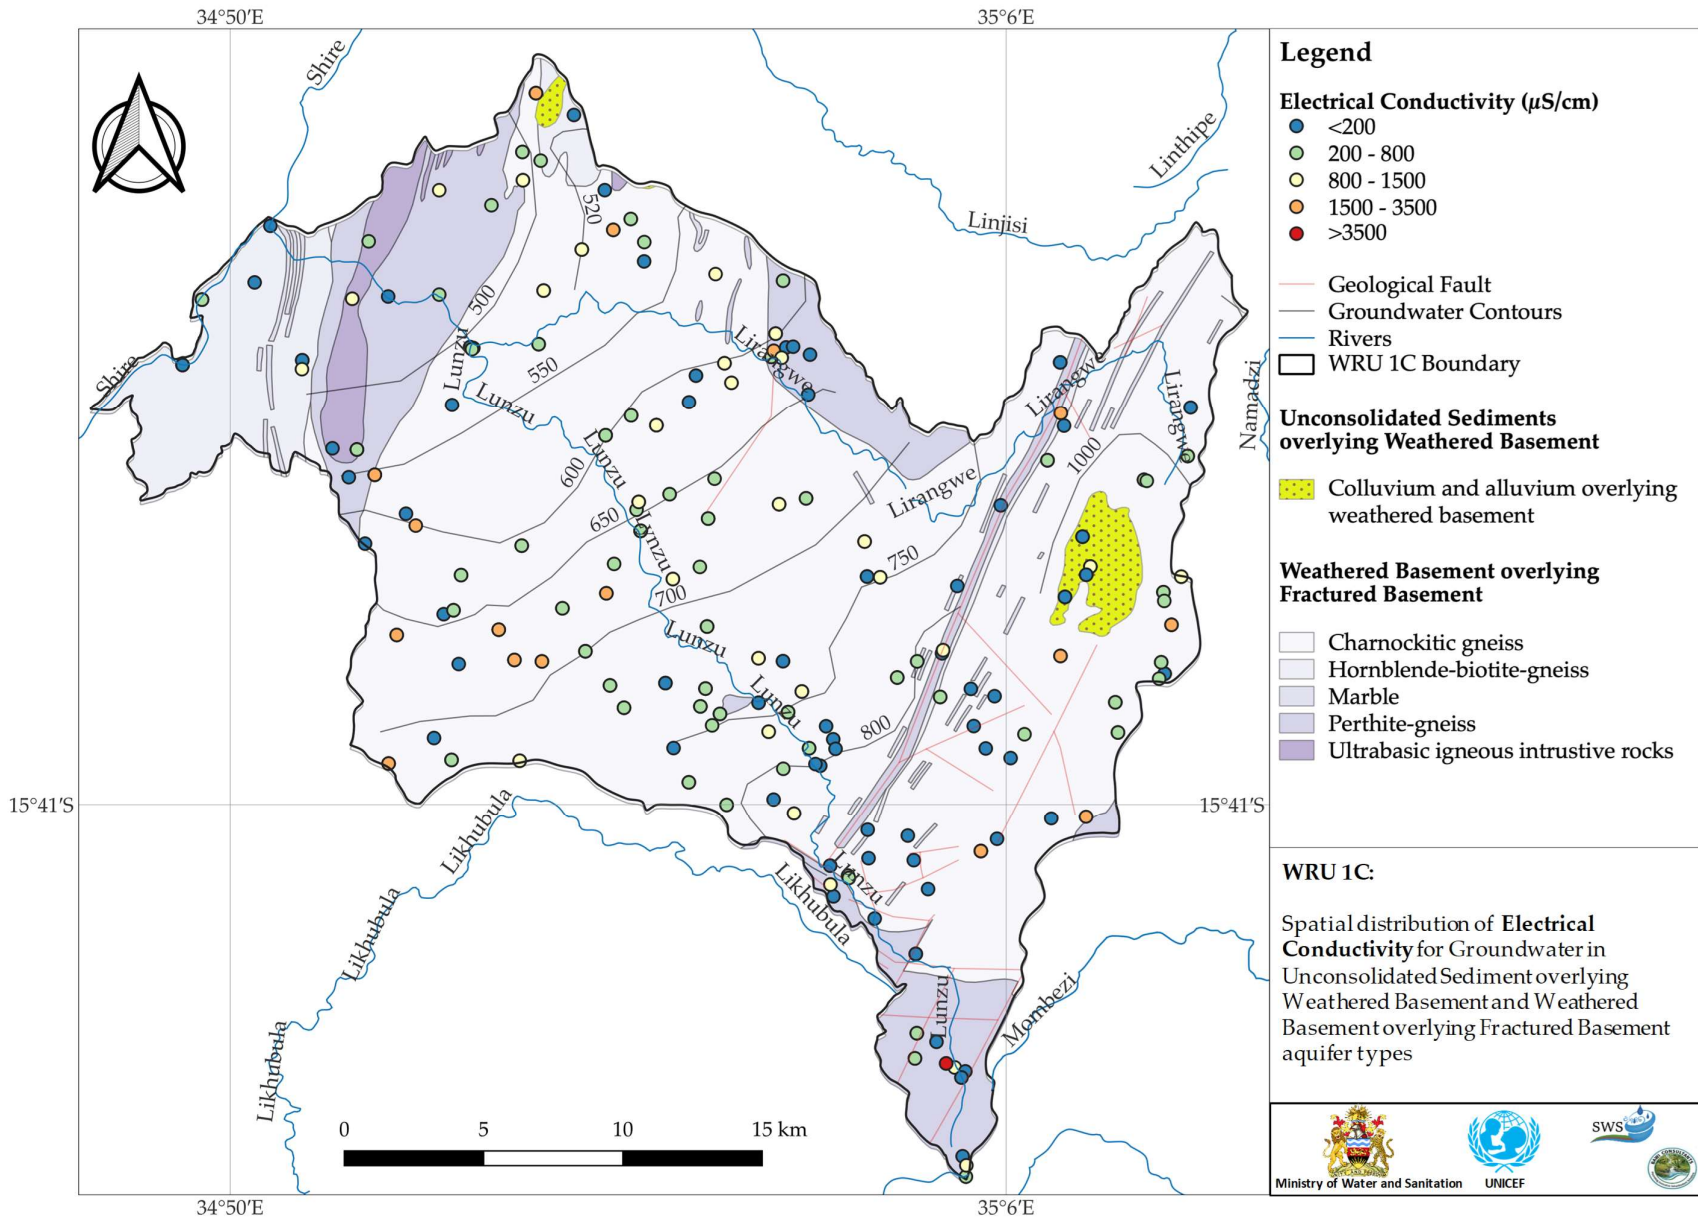 34°50'E
35°6'E
Shire
Linthipe
Linjisi
520
500
550
Lunzu
Lirangwe
Shire
Lunzu
Lirangwe
Lirangwe
Namadzi
Lunzu
600
1000
Lirangwe
650
Lunzu
750
700
Lunzu
Lunzu
800
15°41'S
15°41'S
Likhubula
Lunzu
Likhubula
Likhubula
Lunzu
Mombezi
Likhubula
0 5 10 15 km
34°50'E
35°6'E
Legend
Electrical Conductivity (µS/cm)
<200
200 - 800
800 - 1500
1500 - 3500
>3500
Geological Fault
Groundwater Contours
Rivers
WRU 1C Boundary
Unconsolidated Sediments
overlying Weathered Basement
Colluvium and alluvium overlying
weathered basement
Weathered Basement overlying
Fractured Basement
Charnockitic gneiss
Hornblende-biotite-gneiss
Marble
Perthite-gneiss
Ultrabasic igneous intrustive rocks
WRU 1C:
Spatial distribution of Electrical
Conductivity for Groundwater in
Unconsolidated Sediment overlying
Weathered Basement and Weathered
Basement overlying Fractured Basement
aquifer types
Ministry of Water and Sanitation
UNICEF
SWS